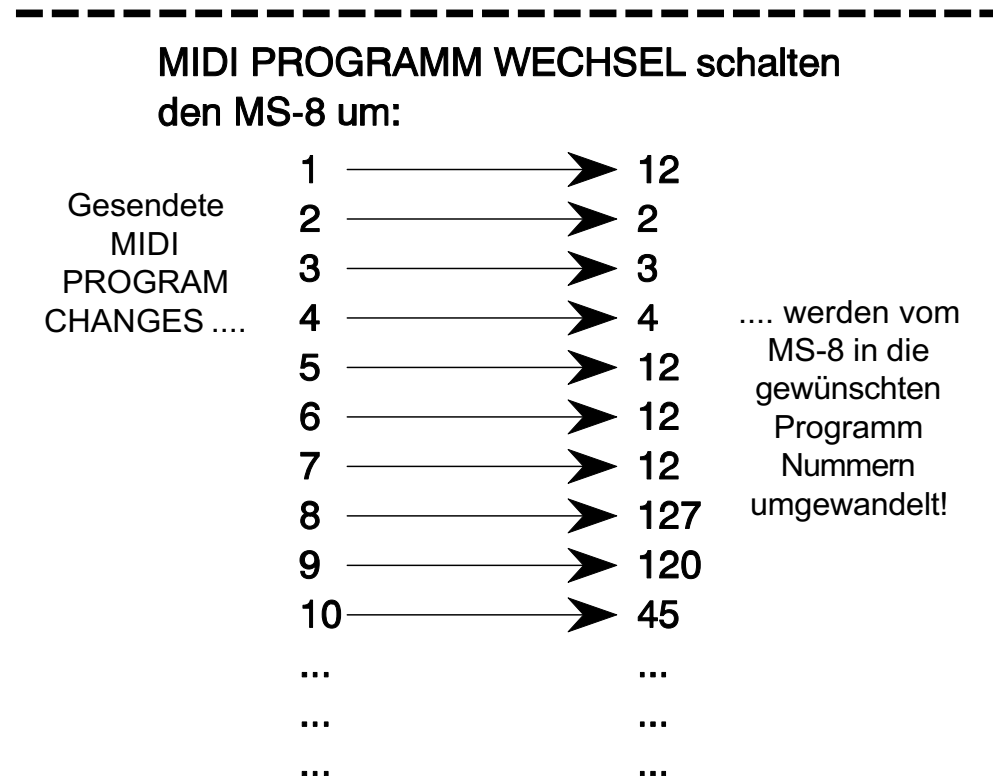 MIDI PROGRAMM WECHSEL schalten
den MS-8 um:
Gesendete
MIDI
PROGRAM
CHANGES ....
1 12
2 2
3 3
4 4
5 12
6 12
7 12
8 127
9 120
10 45
... ...
... ...
... ...
.... werden vom
MS-8 in die
gewünschten
Programm
Nummern
umgewandelt!